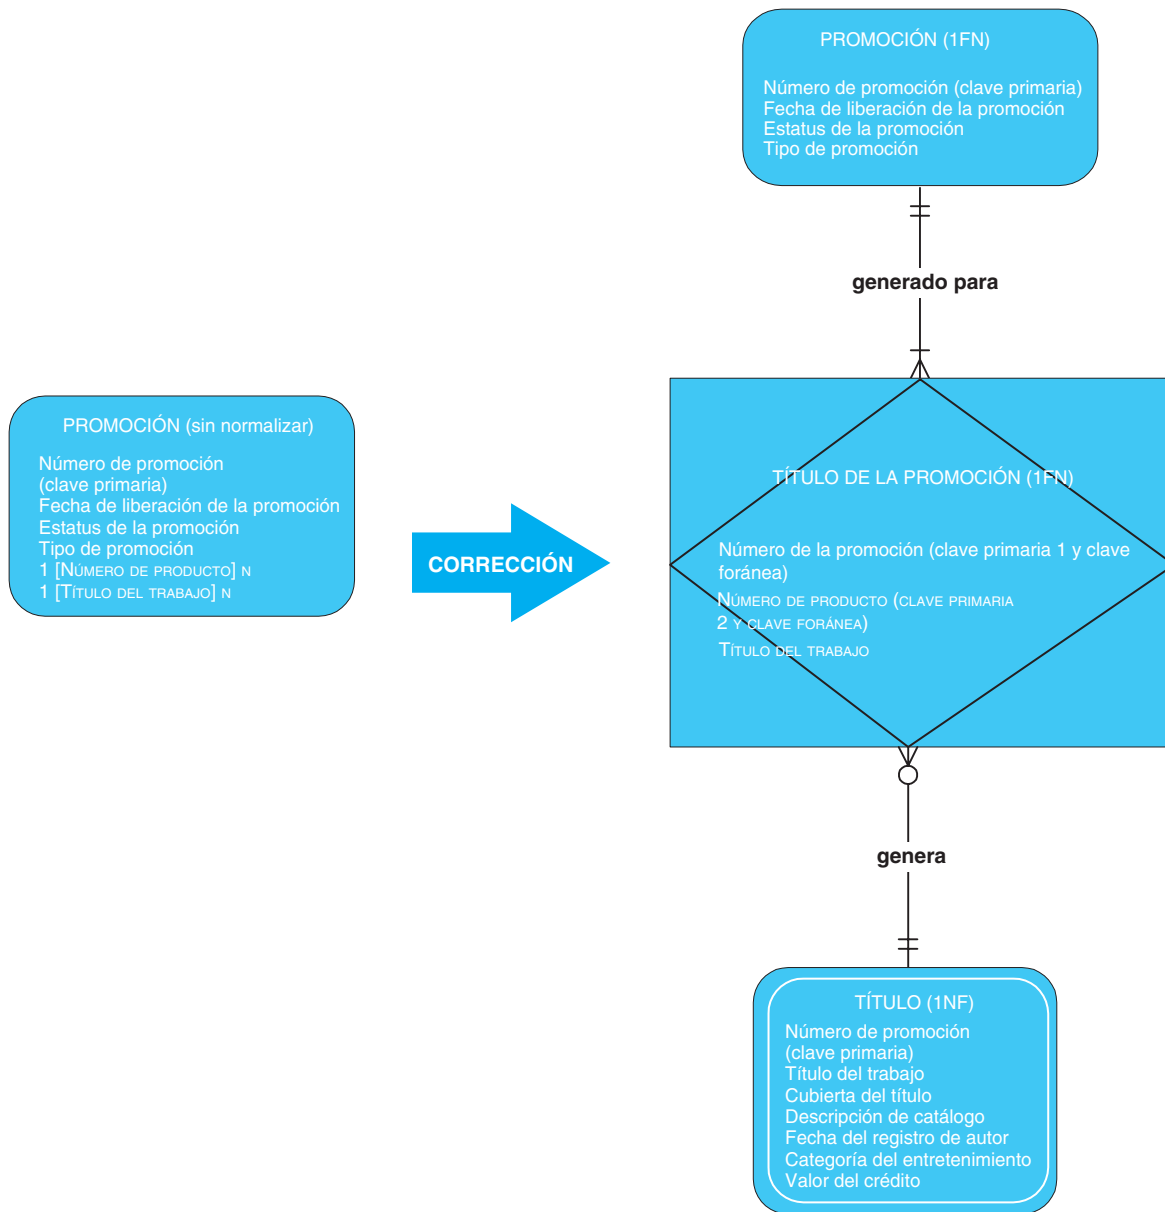 PROMOCIÓN (1FN)
Número de promoción (clave primaria)
Fecha de liberación de la promoción
Estatus de la promoción
Tipo de promoción
generado para
PROMOCIÓN (sin normalizar)
Número de promoción
(clave primaria)
Fecha de liberación de la promoción
Estatus de la promoción
Tipo de promoción
1 [NÚMERO DE PRODUCTO] N
1 [TÍTULO DEL TRABAJO] N
CORRECCIÓN
TÍTULO DE LA PROMOCIÓN (1FN)
Número de la promoción (clave primaria 1 y clave
foránea)
NÚMERO DE PRODUCTO (CLAVE PRIMARIA
2 Y CLAVE FORÁNEA)
TÍTULO DEL TRABAJO
genera
TÍTULO (1NF)
Número de promoción
(clave primaria)
Título del trabajo
Cubierta del título
Descripción de catálogo
Fecha del registro de autor
Categoría del entretenimiento
Valor del crédito